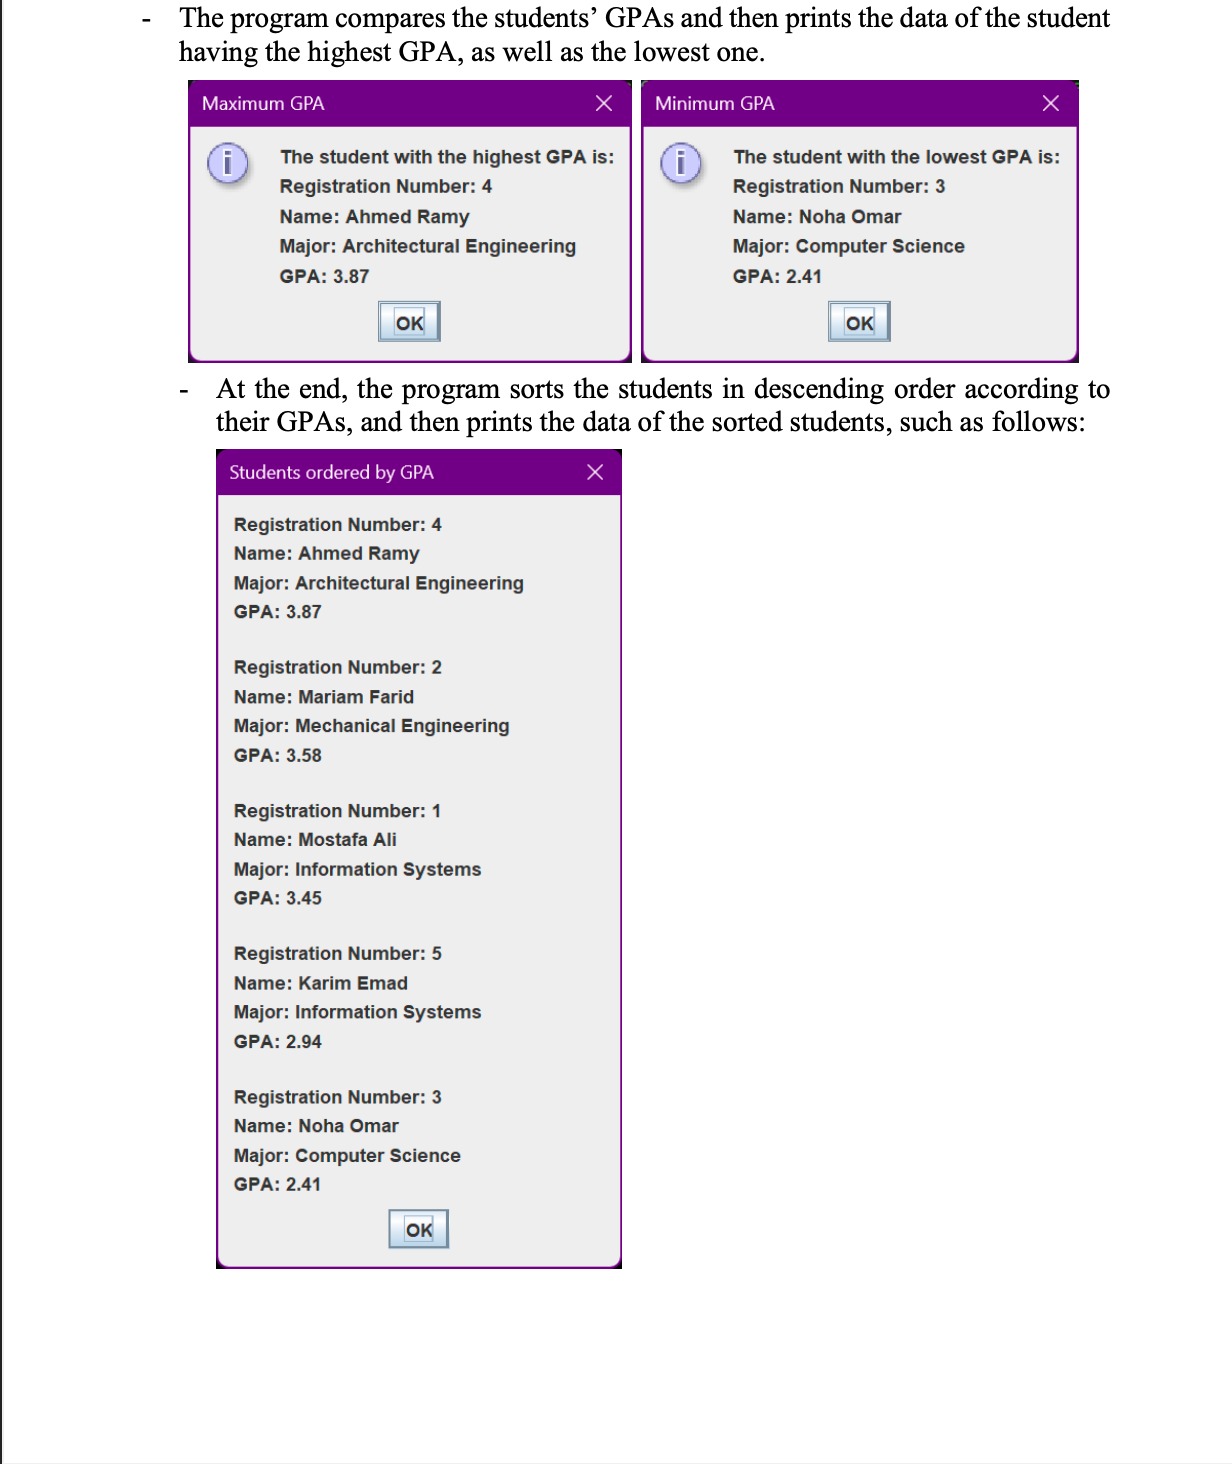 - The program compares the students’ GPAs and then prints the data of the student
having the highest GPA, as well as the lowest one.
Maximum GPA
The student with the highest GPA is:
Registration Number: 4
Name: Ahmed Ramy
Major: Architectural Engineering
GPA: 3.87
OK
Minimum GPA
The student with the lowest GPA is:
Registration Number: 3
Name: Noha Omar
Major: Computer Science
GPA: 2.41
OK
- At the end, the program sorts the students in descending order according to
their GPAs, and then prints the data of the sorted students, such as follows:
Students ordered by GPA
Registration Number: 4
Name: Ahmed Ramy
Major: Architectural Engineering
GPA: 3.87
Registration Number: 2
Name: Mariam Farid
Major: Mechanical Engineering
GPA: 3.58
Registration Number: 1
Name: Mostafa Ali
Major: Information Systems
GPA: 3.45
Registration Number: 5
Name: Karim Emad
Major: Information Systems
GPA: 2.94
Registration Number: 3
Name: Noha Omar
Major: Computer Science
GPA: 2.41
OK